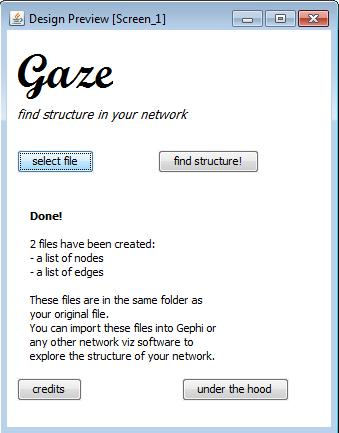 Design Preview [Screen_1]
Gaze
find structure in your network
select file
find structure!
Done!
2 files have been created:
- a list of nodes
- a list of edges
These files are in the same folder as
your original file.
You can import these files into Gephi or
any other network viz software to
explore the structure of your network.
credits
under the hood